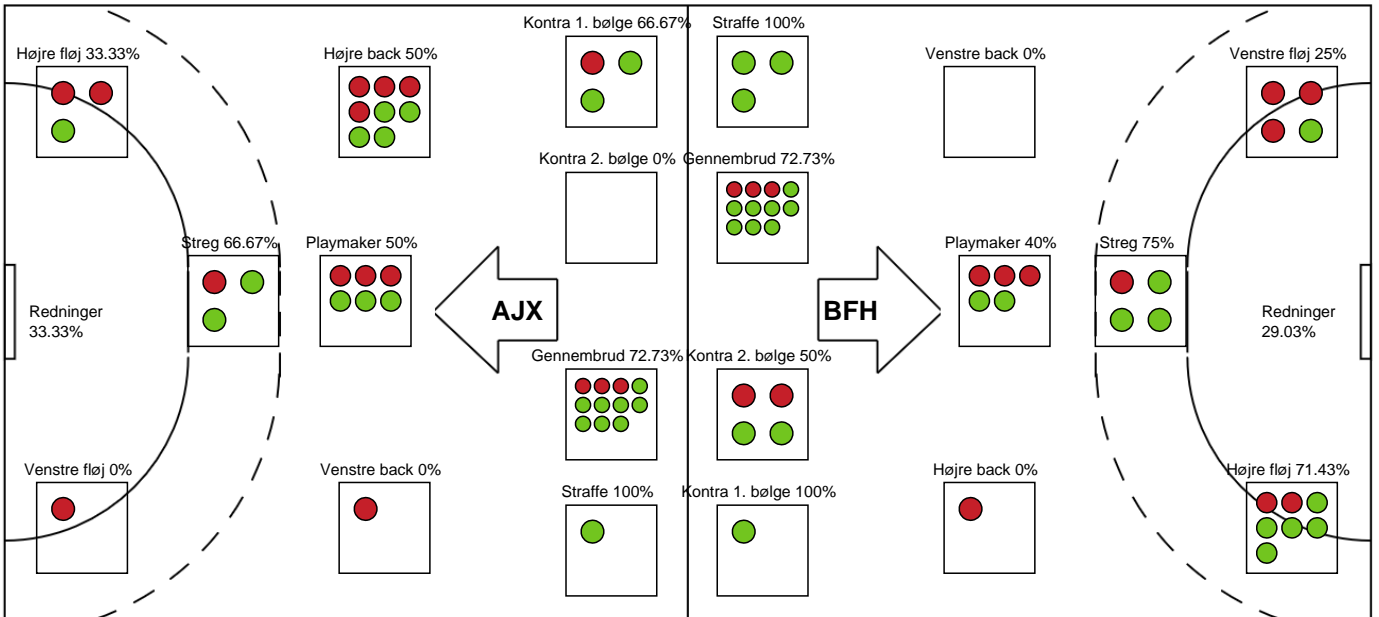 Kontra 1. bølge 66.67%
Straffe 100%
Højre fløj 33.33%
Højre back 50%
Venstre back 0%
Venstre fløj 25%
Kontra 2. bølge 0%
Gennembrud 72.73%
Streg 66.67%
Playmaker 50%
Playmaker 40%
Streg 75%
Redninger
33.33%
AJX
BFH
Redninger
29.03%
Gennembrud 72.73%
Kontra 2. bølge 50%
Venstre fløj 0%
Venstre back 0%
Højre back 0%
Højre fløj 71.43%
Straffe 100%
Kontra 1. bølge 100%